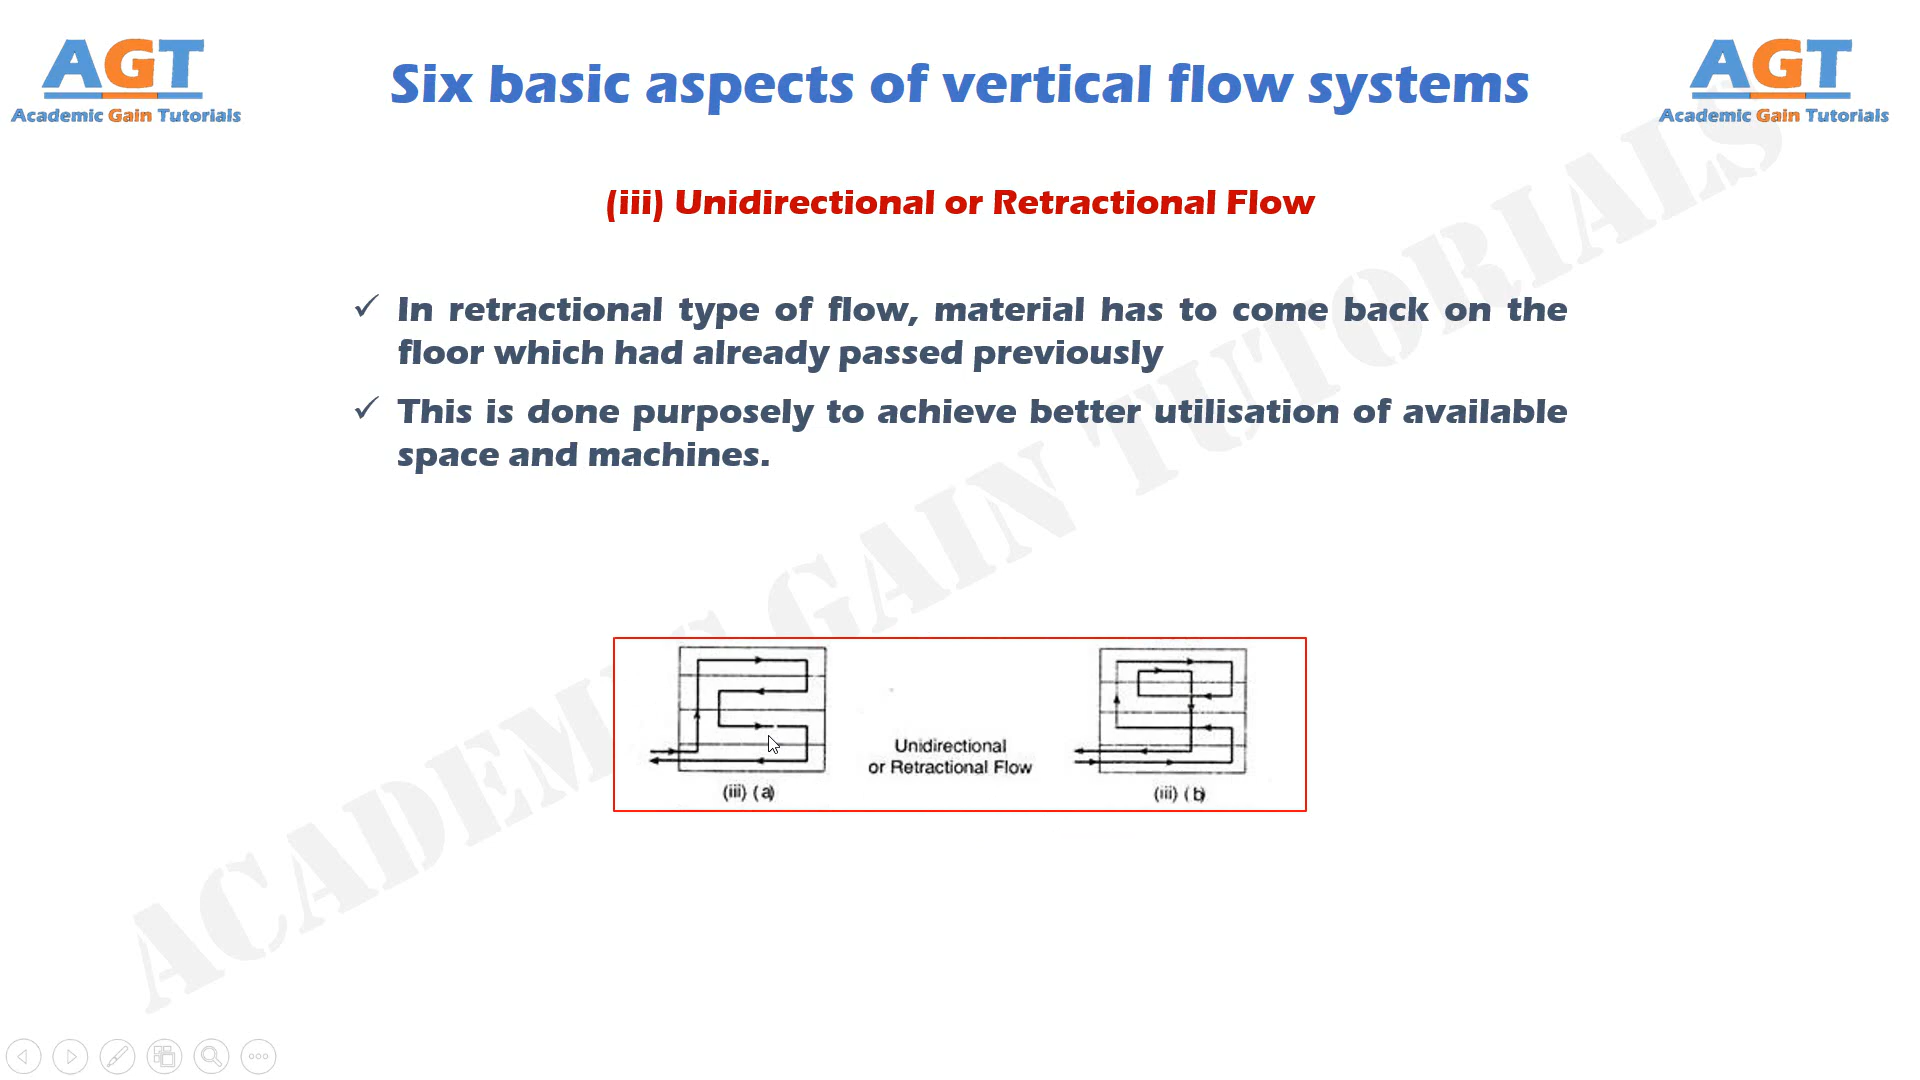 AGT
Academic Gain Tutorials
Six basic aspects of vertical flow systems
AGT
Academic Gain Tutorials
(iii) Unidirectional or Retractional Flow
✓ In retractional type of flow, material has to come back on the
floor which had already passed previously
✓ This is done purposely to achieve better utilisation of available
space and machines.
ACADEMIC GAIN TUTORIALS
Unidirectional
or Retractional Flow
(iii) (a)
(iii) (b)